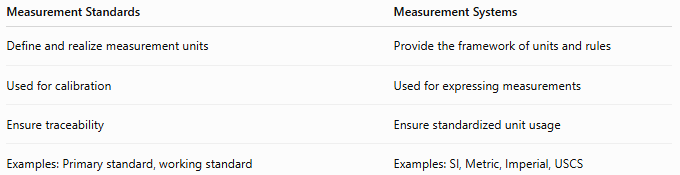 Measurement Standards Measurement Systems
Define and realize measurement units Provide the framework of units and rules
Used for calibration Used for expressing measurements
Ensure traceability Ensure standardized unit usage
Examples: Primary standard, working standard Examples: SI, Metric, Imperial, USCS